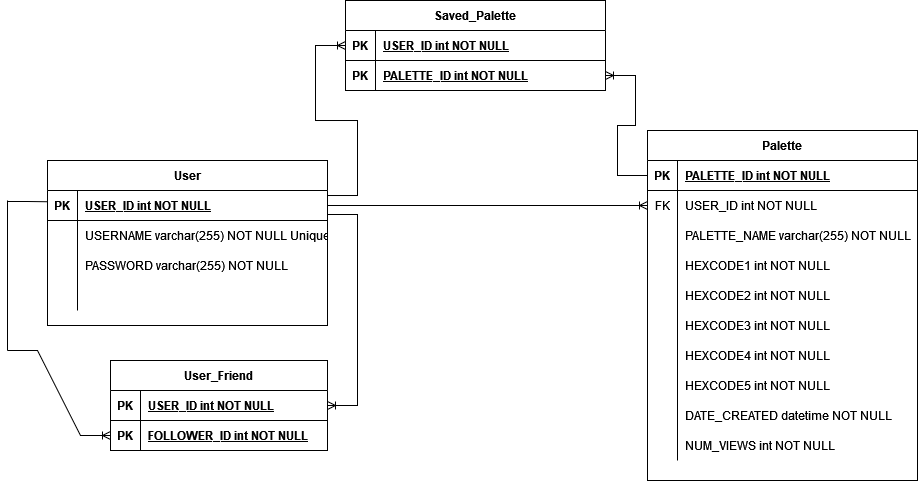 Saved_Palette
PK USER_ID int NOT NULL
PK PALETTE_ID int NOT NULL
Palette
PK PALETTE_ID int NOT NULL
FK USER_ID int NOT NULL
PALETTE_NAME varchar(255) NOT NULL
HEXCODE1 int NOT NULL
HEXCODE2 int NOT NULL
HEXCODE3 int NOT NULL
HEXCODE4 int NOT NULL
HEXCODE5 int NOT NULL
DATE_CREATED datetime NOT NULL
NUM_VIEWS int NOT NULL
User
PK USER_ID int NOT NULL
USERNAME varchar(255) NOT NULL Unique
PASSWORD varchar(255) NOT NULL
User_Friend
PK USER_ID int NOT NULL
PK FOLLOWER_ID int NOT NULL